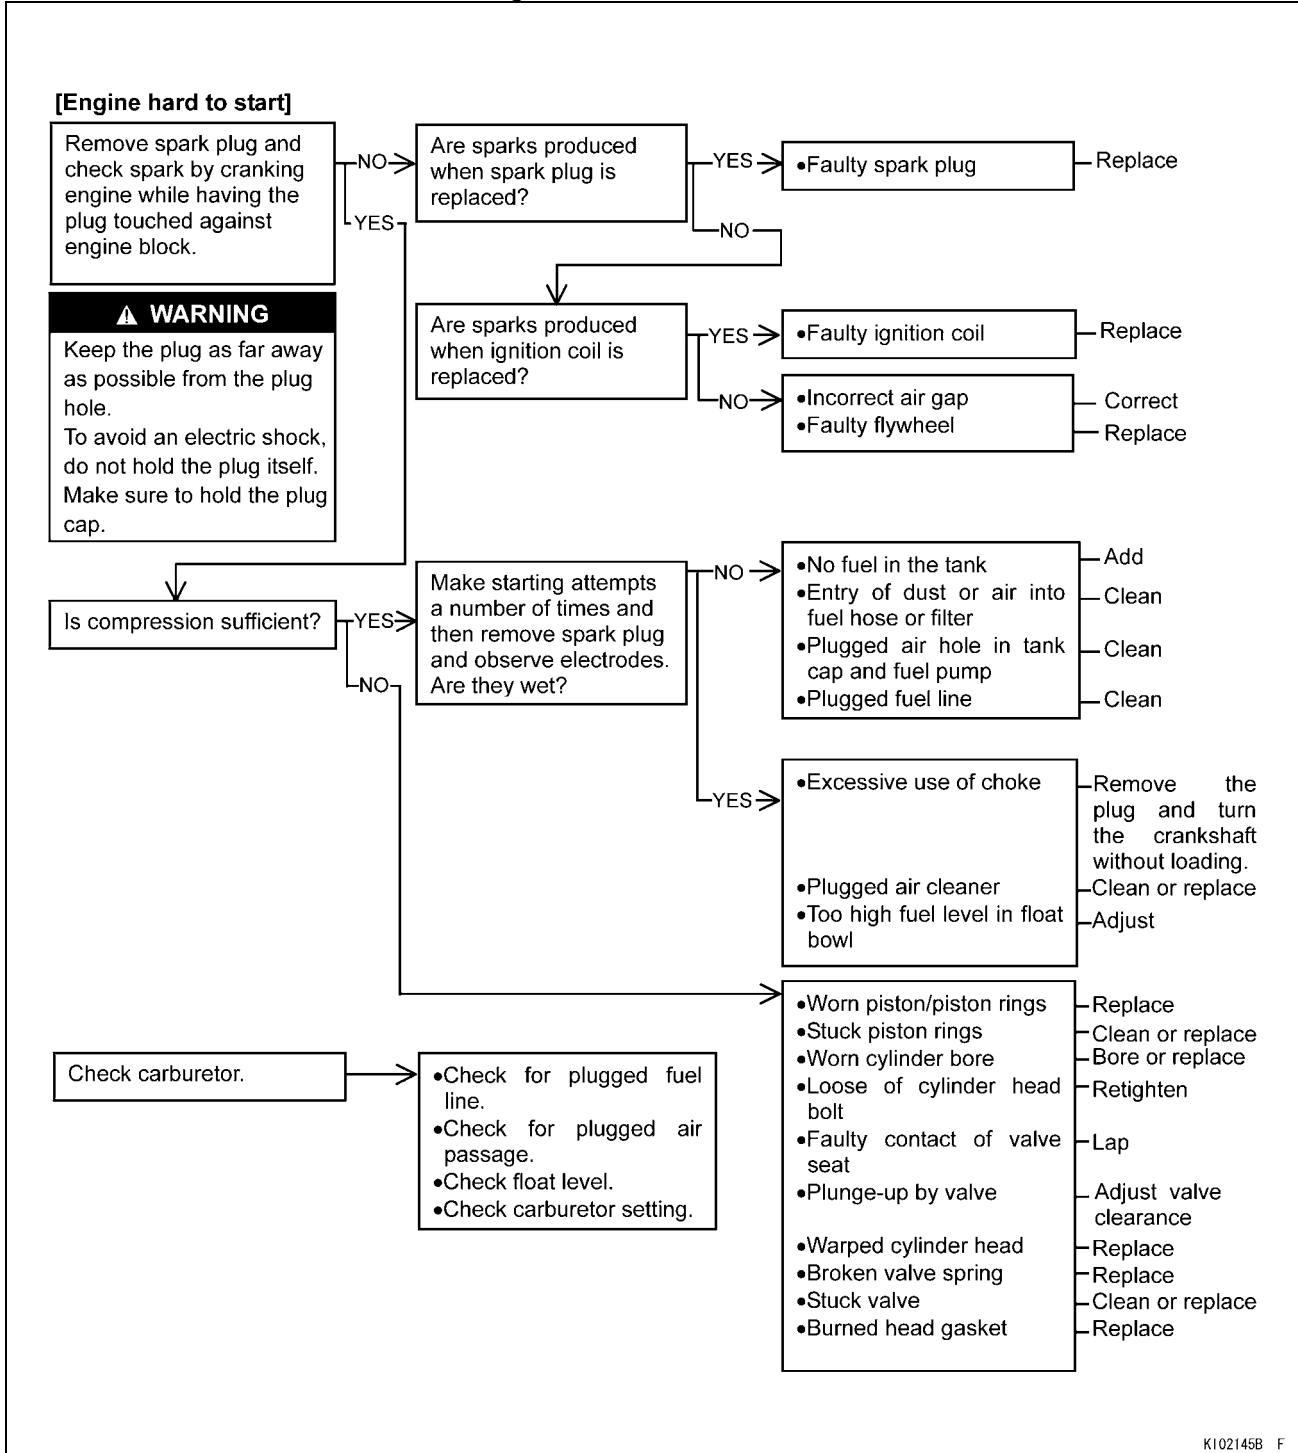 [Engine hard to start]
Remove spark plug and
check spark by cranking
engine while having the
plug touched against
engine block.
NO
YES
Are sparks produced
when spark plug is
replaced?
YES
NO
•Faulty spark plug
Replace
⚠ WARNING
Keep the plug as far away
as possible from the plug
hole.
To avoid an electric shock,
do not hold the plug itself.
Make sure to hold the plug
cap.
Are sparks produced
when ignition coil is
replaced?
YES
NO
•Faulty ignition coil
Replace
•Incorrect air gap
Correct
•Faulty flywheel
Replace
Is compression sufficient?
YES
NO
Make starting attempts
a number of times and
then remove spark plug
and observe electrodes.
Are they wet?
NO
YES
•No fuel in the tank
Add
•Entry of dust or air into
fuel hose or filter
Clean
•Plugged air hole in tank
cap and fuel pump
Clean
•Plugged fuel line
Clean
•Excessive use of choke
Remove the
plug and turn
the crankshaft
without loading.
•Plugged air cleaner
Clean or replace
•Too high fuel level in float
bowl
Adjust
•Worn piston/piston rings
Replace
•Stuck piston rings
Clean or replace
•Worn cylinder bore
Bore or replace
•Loose of cylinder head
bolt
Retighten
•Faulty contact of valve
seat
Lap
•Plunge-up by valve
Adjust valve
clearance
•Warped cylinder head
Replace
•Broken valve spring
Replace
•Stuck valve
Clean or replace
•Burned head gasket
Replace
Check carburetor.
•Check for plugged fuel
line.
•Check for plugged air
passage.
•Check float level.
•Check carburetor setting.
KI02145B F